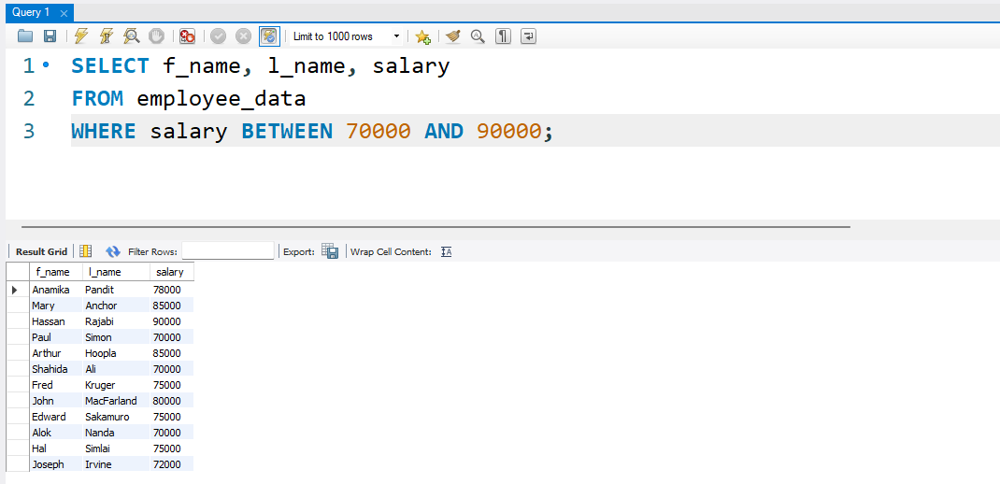 Query 1
Limit to 1000 rows
1 SELECT f_name, l_name, salary
2 FROM employee_data
3 WHERE salary BETWEEN 70000 AND 90000;
Result Grid Filter Rows: Export: Wrap Cell Content:
f_name l_name salary
Anamika Pandit 78000
Mary Anchor 85000
Hassan Rajabi 90000
Paul Simon 70000
Arthur Hoopla 85000
Shahida Ali 70000
Fred Kruger 75000
John MacFarland 80000
Edward Sakamuro 75000
Alok Nanda 70000
Hal Simlai 75000
Joseph Irvine 72000